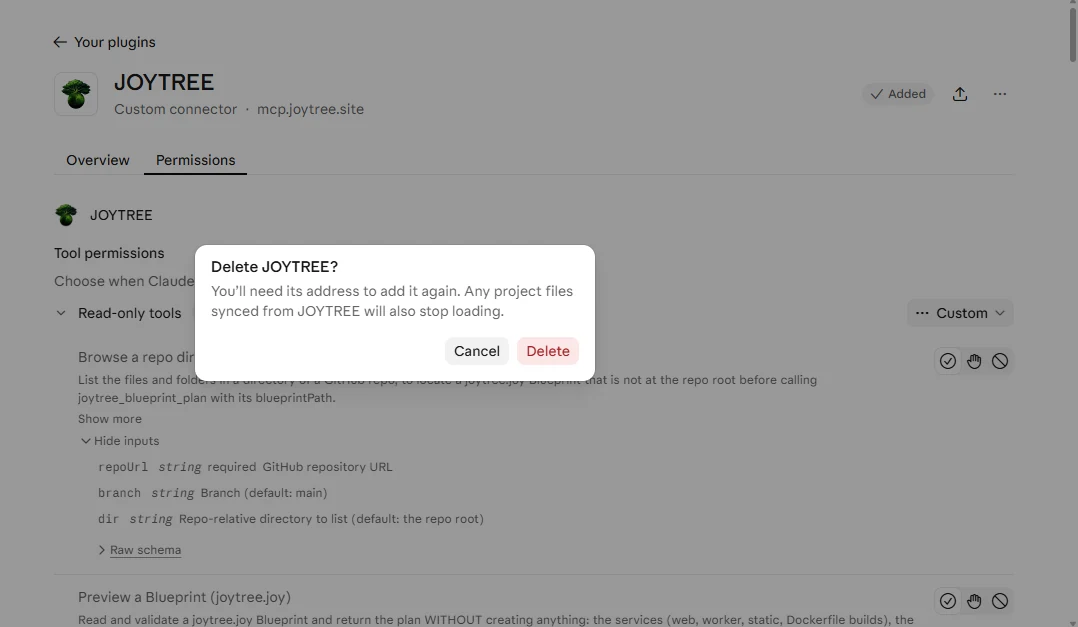 Your plugins
JOYTREE
Custom connector · mcp.joytree.site
Added
Overview
Permissions
JOYTREE
Tool permissions
Choose when Claude
Delete JOYTREE?
You'll need its address to add it again. Any project files
synced from JOYTREE will also stop loading.
Cancel
Delete
Read-only tools
Custom
Browse a repo dir
List the files and folders in a directory of a GitHub repo, to locate a joytree.joy Blueprint that is not at the repo root before calling
joytree_blueprint_plan with its blueprintPath.
Show more
Hide inputs
repoUrl string required GitHub repository URL
branch string Branch (default: main)
dir string Repo-relative directory to list (default: the repo root)
Raw schema
Preview a Blueprint (joytree.joy)
Read and validate a joytree.joy Blueprint and return the plan WITHOUT creating anything: the services (web, worker, static, Dockerfile builds), the